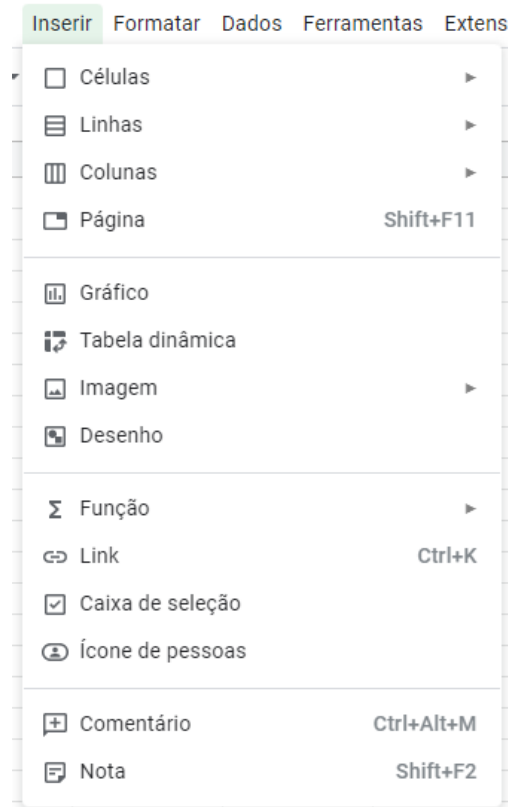 Inserir Formatar Dados Ferramentas Extens
Células
Linhas
Colunas
Página Shift+F11
Gráfico
Tabela dinâmica
Imagem
Desenho
Função
Link Ctrl+K
Caixa de seleção
Ícone de pessoas
Comentário Ctrl+Alt+M
Nota Shift+F2